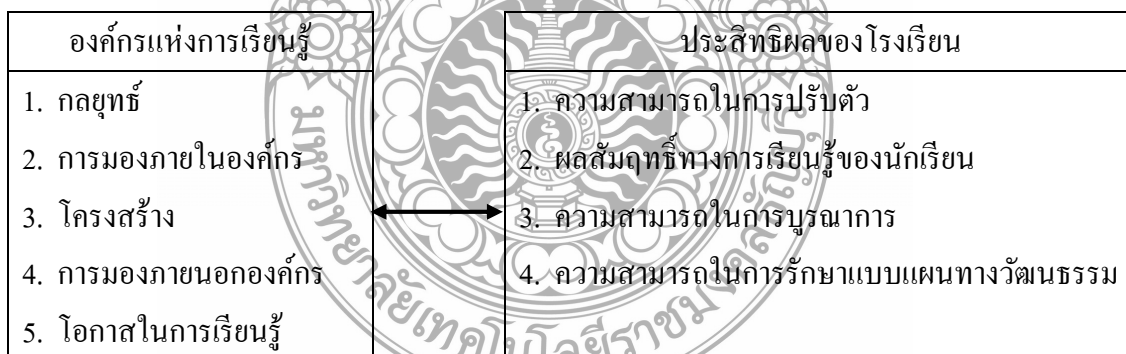 องค์กรแห่งการเรียนรู้
1. กลยุทธ์
2. การมองภายในองค์กร
3. โครงสร้าง
4. การมองภายนอกองค์กร
5. โอกาสในการเรียนรู้
ประสิทธิผลของโรงเรียน
1. ความสามารถในการปรับตัว
2. ผลสัมฤทธิ์ทางการเรียนรู้ของนักเรียน
3. ความสามารถในการบูรณาการ
4. ความสามารถในการรักษาแบบแผนทางวัฒนธรรม